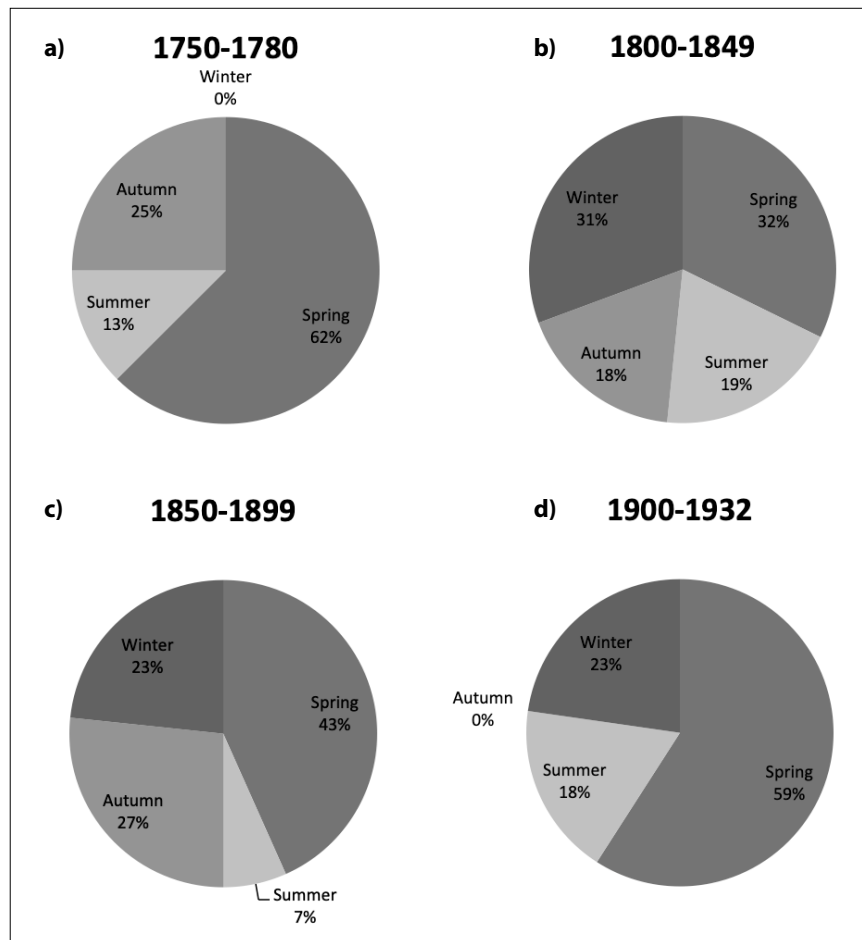 a)
1750-1780
Winter
0%
Autumn
25%
Summer
13%
Spring
62%
b)
1800-1849
Winter
31%
Spring
32%
Autumn
18%
Summer
19%
c)
1850-1899
Winter
23%
Spring
43%
Autumn
27%
Summer
7%
d)
1900-1932
Winter
23%
Autumn
0%
Summer
18%
Spring
59%